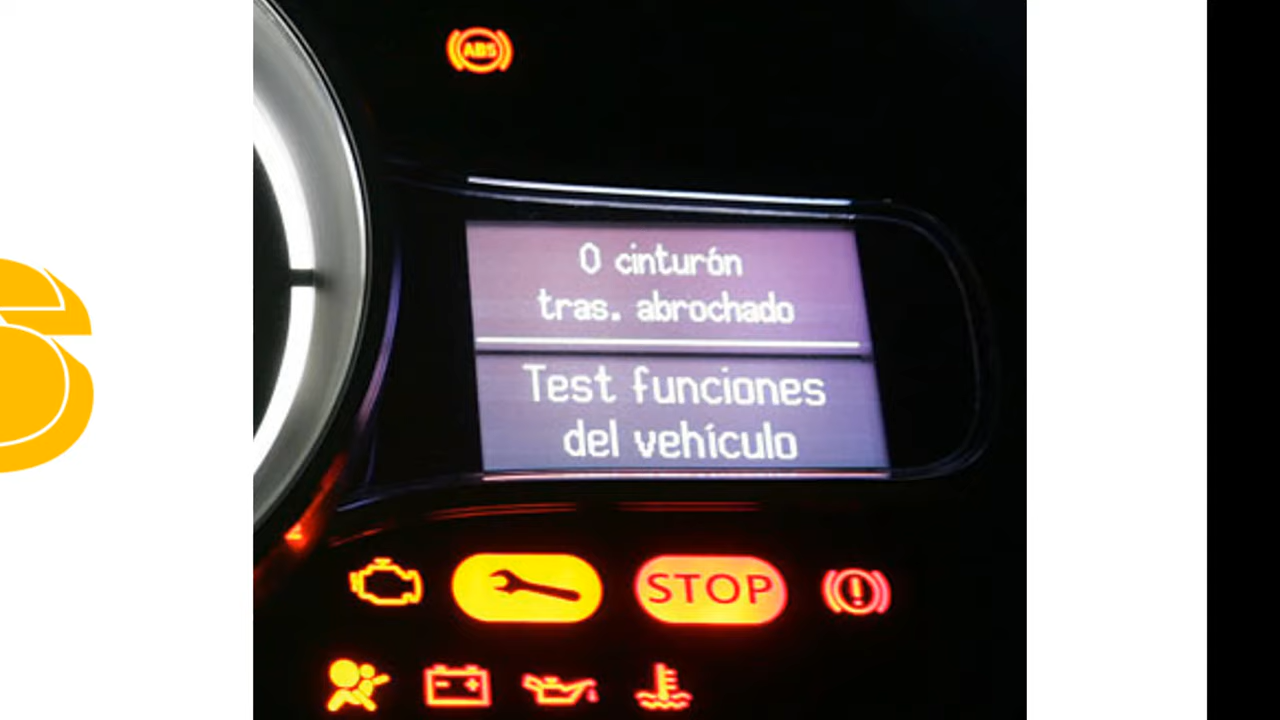 ABS
0 cinturón
tras. abrochado
Test funciones
del vehículo
STOP
S